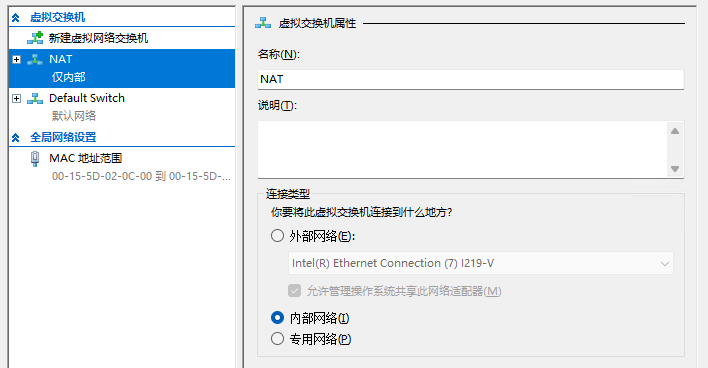 虚拟交换机
新建虚拟网络交换机
NAT
仅内部
Default Switch
默认网络
全局网络设置
MAC 地址范围
00-15-5D-02-0C-00 到 00-15-5D-...
虚拟交换机属性
名称(N):
NAT
说明(T):
连接类型
你要将此虚拟交换机连接到什么地方?
外部网络(E):
Intel(R) Ethernet Connection (7) I219-V
允许管理操作系统共享此网络适配器(M)
内部网络(I)
专用网络(P)